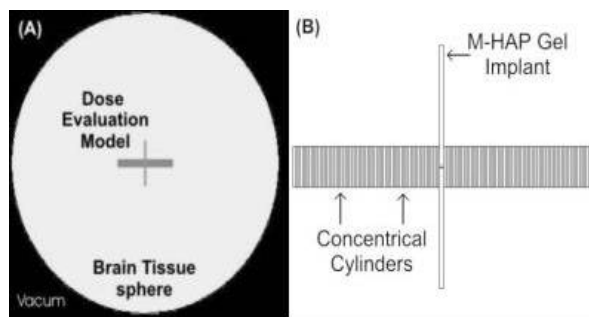 (A)
Dose
Evaluation
Model
Brain Tissue
sphere
Vacum
(B)
M-HAP Gel
Implant
Concentrical
Cylinders